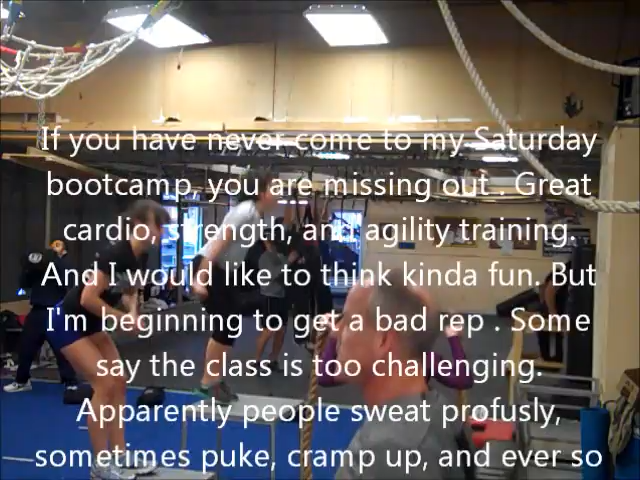 If you have never come to my Saturday
bootcamp, you are missing out . Great
cardio, strength, and agility training.
And I would like to think kinda fun. But
I'm beginning to get a bad rep . Some
say the class is too challenging.
Apparently people sweat profusly,
sometimes puke, cramp up, and ever so